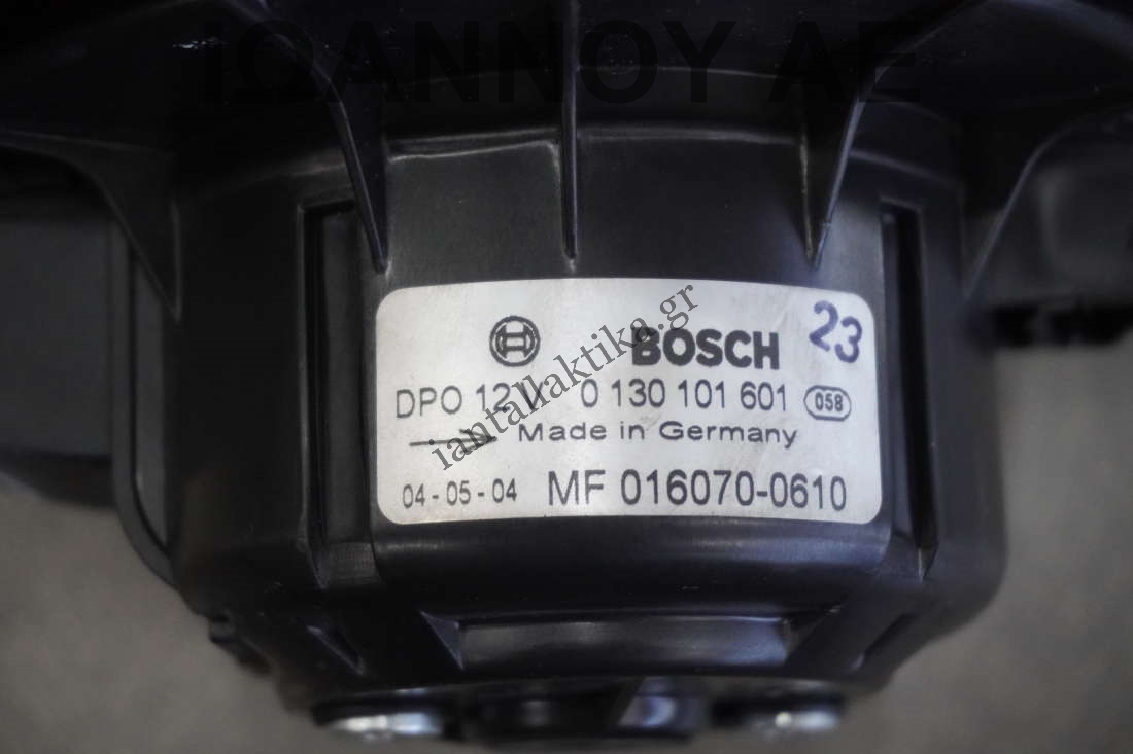 ΙΩΑΝΝΟΥ ΑΕ
BOSCH 23
DPO 12 V 0 130 101 601 058
Made in Germany
04-05-04 MF 016070-0610
iantallaktika.gr